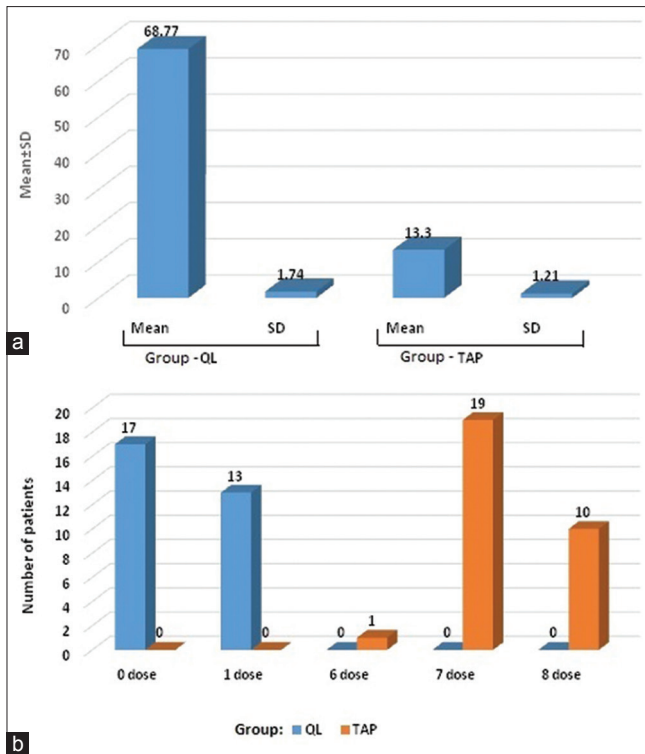 68.77
70
60
50
40
30
20
10
0
Mean±SD
1.74
13.3
1.21
Mean SD Mean SD
Group -QL Group -TAP
a
20
18
16
14
12
10
8
6
4
2
0
Number of patients
17 0 13 0 0 1 0 19 0 10
0 dose 1 dose 6 dose 7 dose 8 dose
Group: QL TAP
b